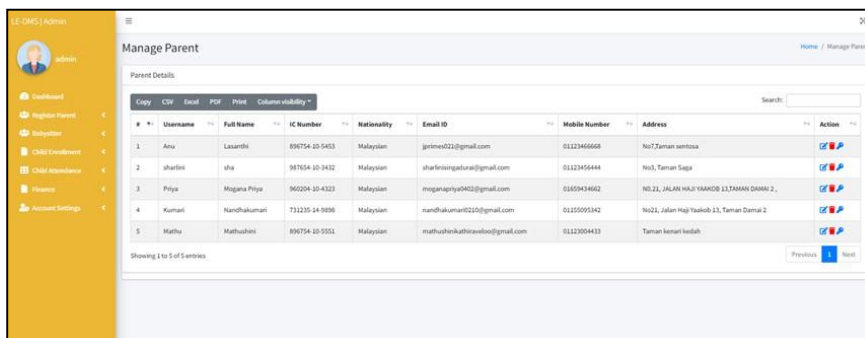 LE-DMS | Admin
admin
Dashboard
Register Parent
Babysitter
Child Enrollment
Child Attendance
Finance
Account Settings
Manage Parent
Home / Manage Pare
Parent Details
Copy CSV Excel PDF Print Column visibility
Search:
# Username Full Name IC Number Nationality Email ID Mobile Number Address Action
1 Anu Lasanthi 896754-10-5453 Malaysian jprimes021@gmail.com 01123466668 No7,Taman sentosa
2 sharlini sha 987654-10-3432 Malaysian sharlinisingadurai@gmail.com 01123456444 No3, Taman Saga
3 Priya Mogana Priya 960204-10-4323 Malaysian moganapriya0402@gmail.com 01659434662 N0.21, JALAN HAJI YAAKOB 13,TAMAN DAMAI 2 ,
4 Kumari Nandhakumari 731235-14-9898 Malaysian nandhakumari0210@gmail.com 01155095342 No21, Jalan Haji Yaakob 13, Taman Damai 2
5 Mathu Mathushini 896754-10-5551 Malaysian mathushinikathiraveloo@gmail.com 01123004433 Taman kenari kedah
Showing 1 to 5 of 5 entries
Previous 1 Next